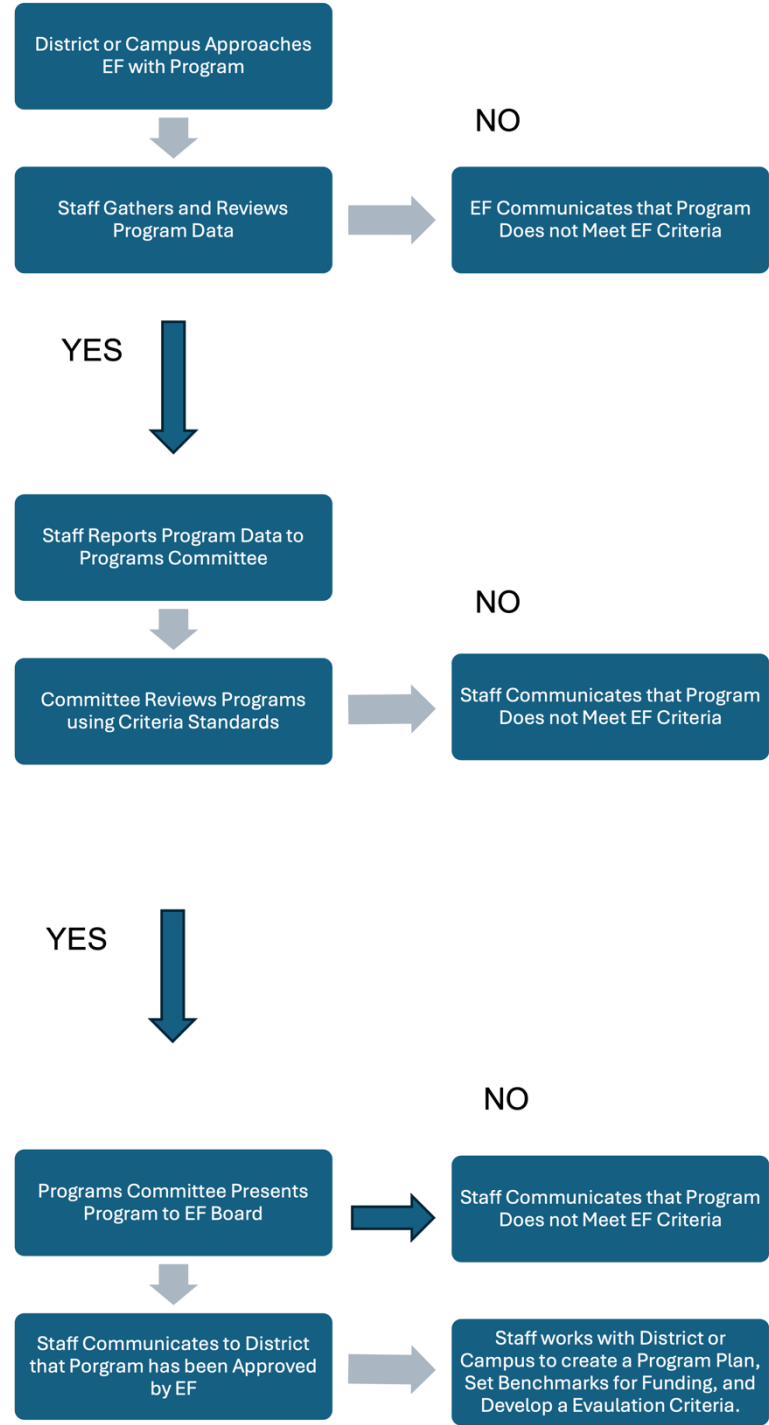 District or Campus Approaches
EF with Program
NO
Staff Gathers and Reviews
Program Data
EF Communicates that Program
Does not Meet EF Criteria
YES
Staff Reports Program Data to
Programs Committee
NO
Committee Reviews Programs
using Criteria Standards
Staff Communicates that Program
Does not Meet EF Criteria
YES
NO
Programs Committee Presents
Program to EF Board
Staff Communicates that Program
Does not Meet EF Criteria
Staff Communicates to District
that Porgram has been Approved
by EF
Staff works with District or
Campus to create a Program Plan,
Set Benchmarks for Funding, and
Develop a Evaulation Criteria.